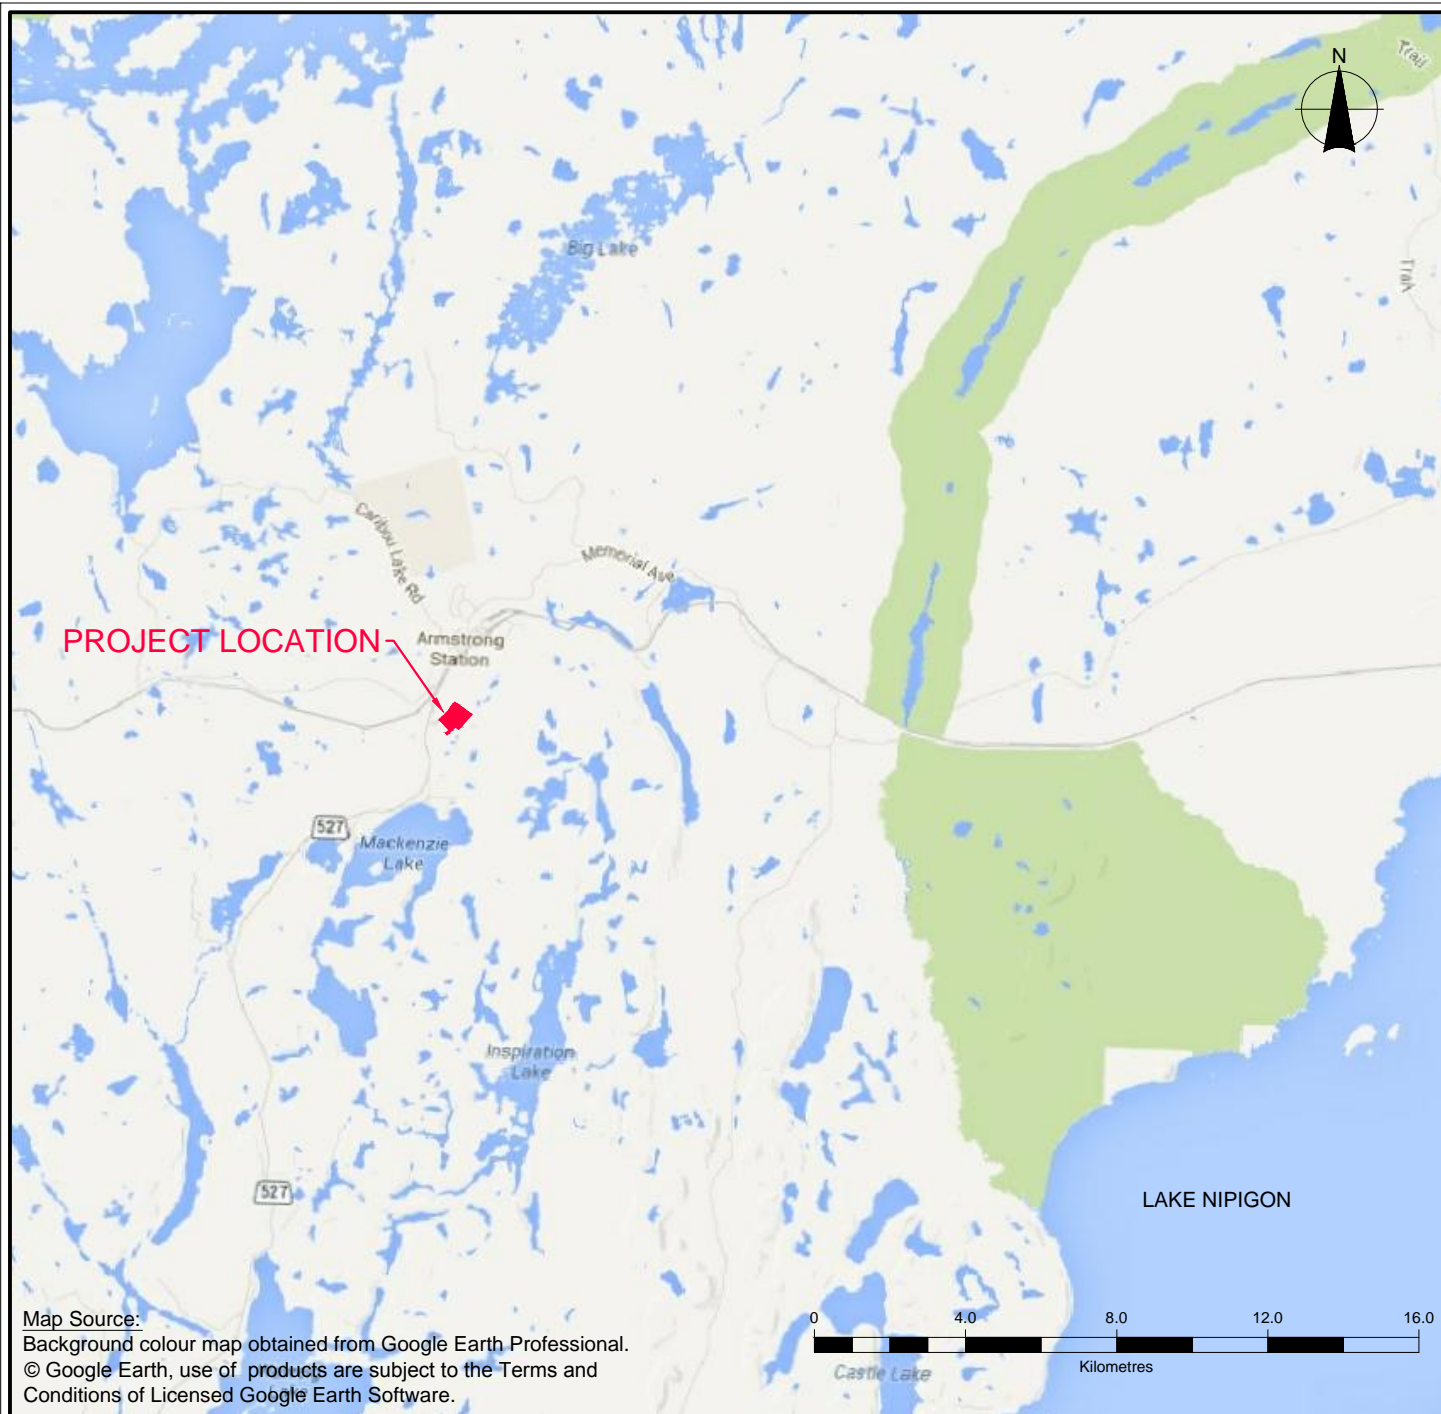 Trail
N
Big Lake
Trail
Caribou Lake Rd
Memorial Ave
PROJECT LOCATION
Armstrong
Station
527
Mackenzie
Lake
Inspiration
Lake
527
LAKE NIPIGON
Map Source:
Background colour map obtained from Google Earth Professional.
© Google Earth, use of products are subject to the Terms and
Conditions of Licensed Google Earth Software.
Lake
0 4.0 8.0 12.0 16.0
Kilometres
Castle Lake